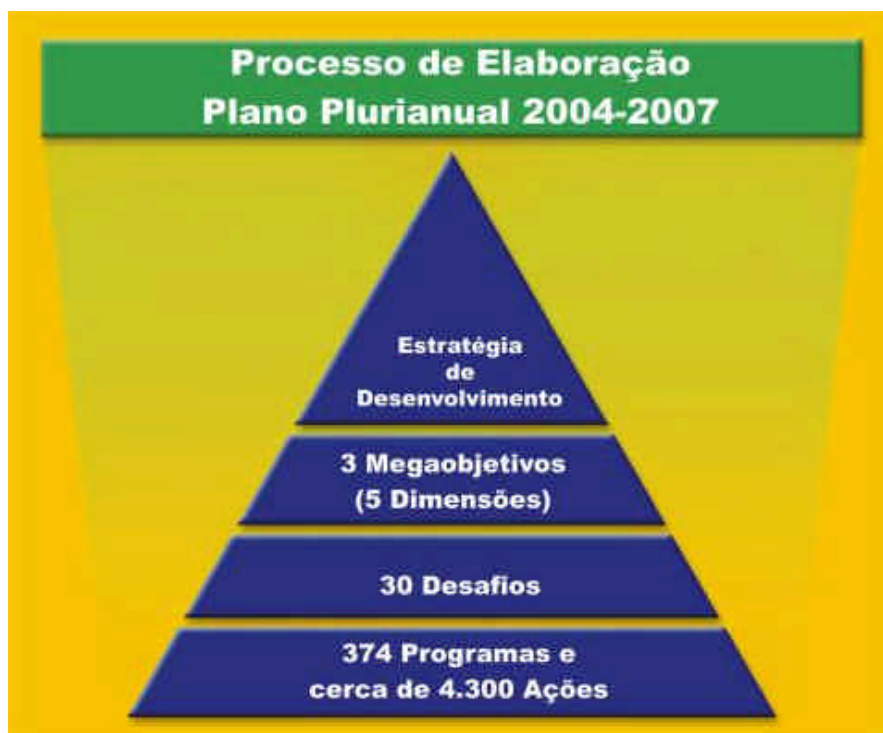 Processo de Elaboração
Plano Plurianual 2004-2007
Estratégia
de
Desenvolvimento
3 Megaobjetivos
(5 Dimensões)
30 Desafios
374 Programas e
cerca de 4.300 Ações